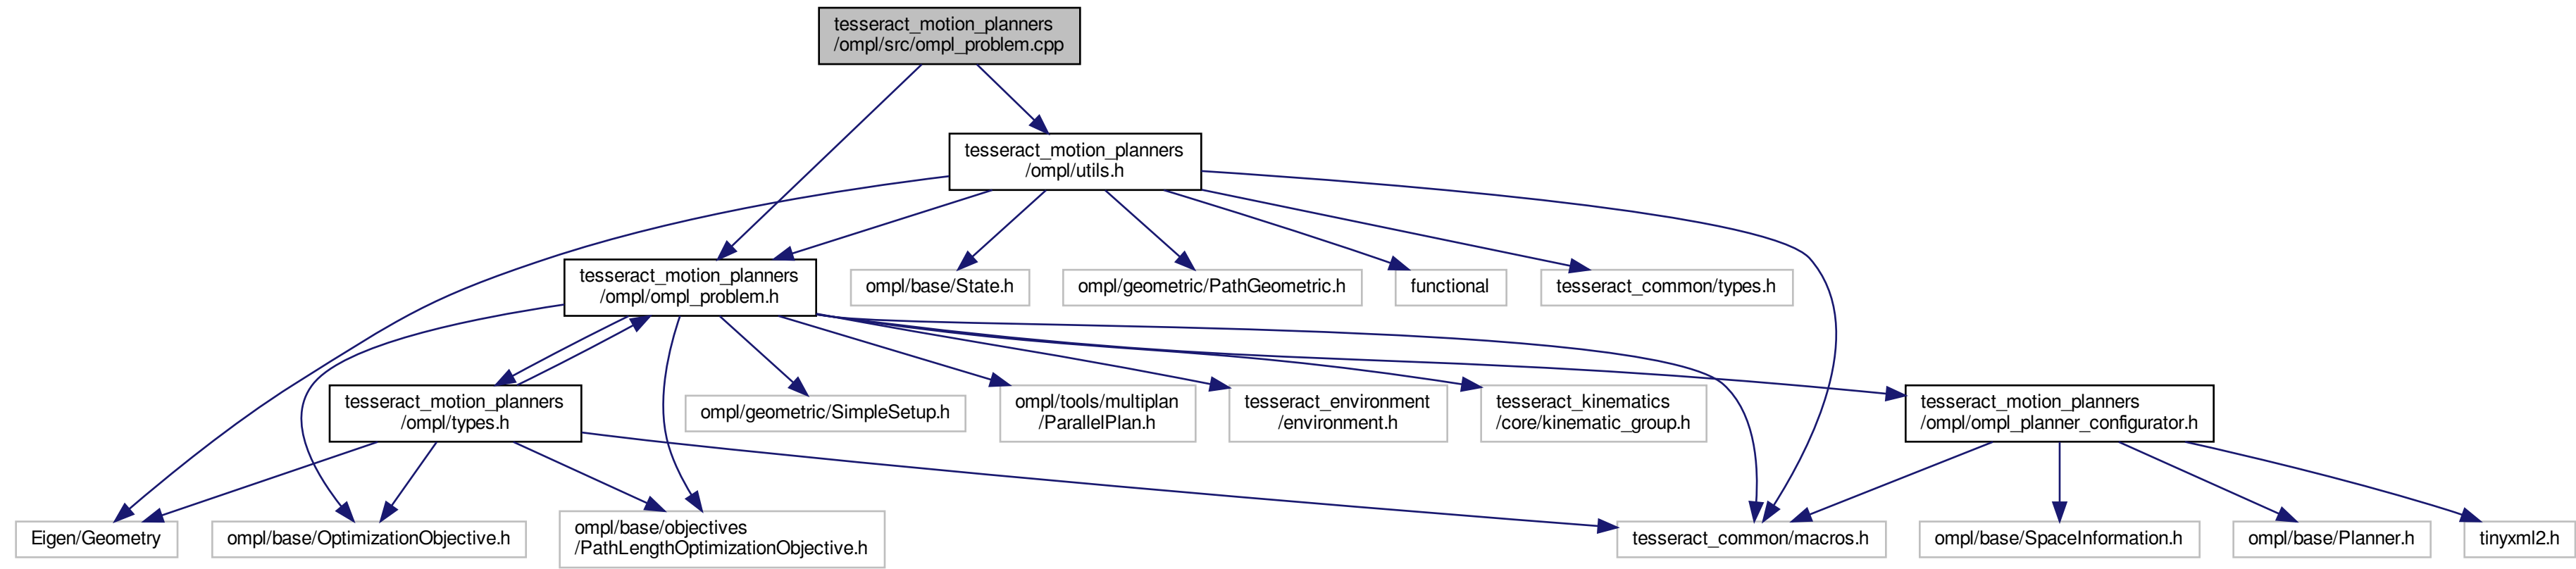 tesseract_motion_planners
/ompl/src/ompl_problem.cpp
tesseract_motion_planners
/ompl/utils.h
tesseract_motion_planners
/ompl/ompl_problem.h
ompl/base/State.h
ompl/geometric/PathGeometric.h
functional
tesseract_common/types.h
tesseract_motion_planners
/ompl/types.h
ompl/geometric/SimpleSetup.h
ompl/tools/multiplan
/ParallelPlan.h
tesseract_environment
/environment.h
tesseract_kinematics
/core/kinematic_group.h
tesseract_motion_planners
/ompl/ompl_planner_configurator.h
Eigen/Geometry
ompl/base/OptimizationObjective.h
ompl/base/objectives
/PathLengthOptimizationObjective.h
tesseract_common/macros.h
ompl/base/SpaceInformation.h
ompl/base/Planner.h
tinyxml2.h